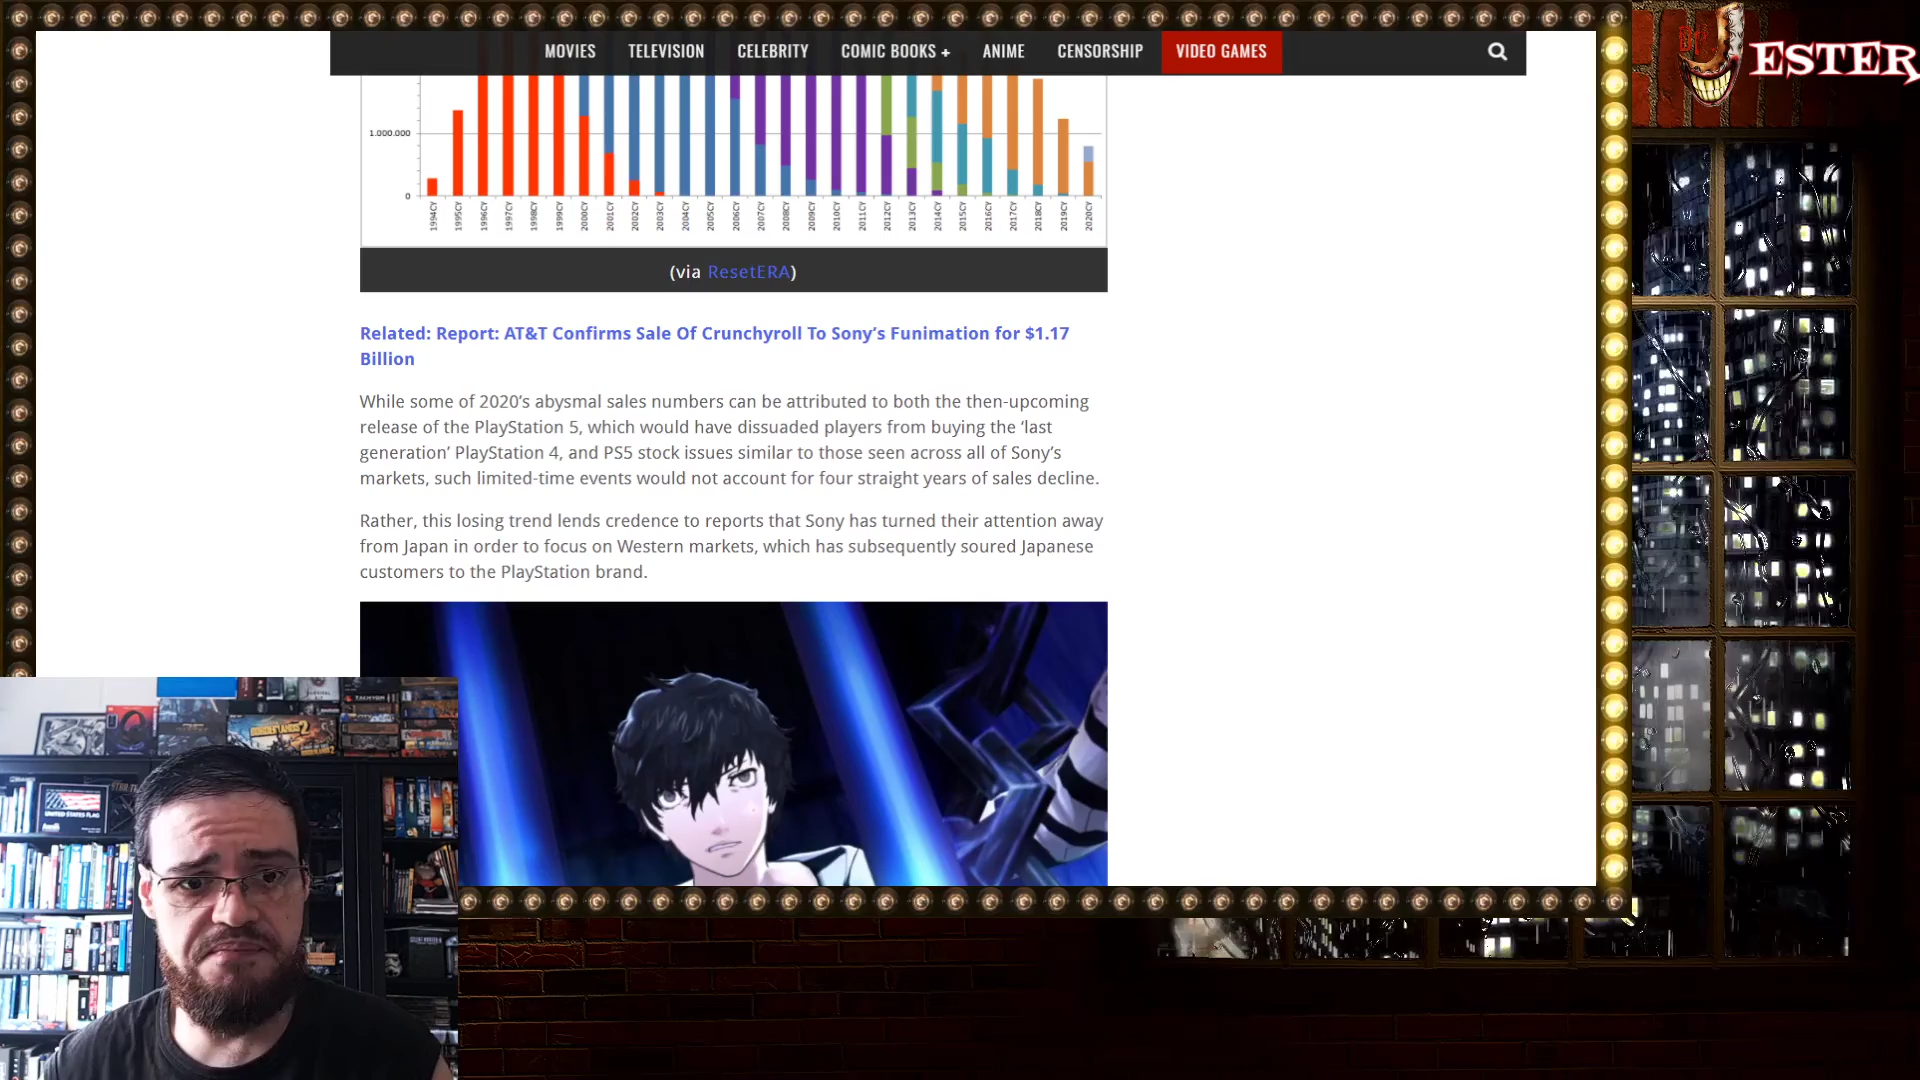 MOVIES TELEVISION CELEBRITY COMIC BOOKS + ANIME CENSORSHIP VIDEO GAMES
ESTER
1.000.000
0
1994CY 1995CY 1996CY 1997CY 1998CY 1999CY 2000CY 2001CY 2002CY 2003CY 2004CY 2005CY 2006CY 2007CY 2008CY 2009CY 2010CY 2011CY 2012CY 2013CY 2014CY 2015CY 2016CY 2017CY 2018CY 2019CY 2020CY
(via ResetERA)
Related: Report: AT&T Confirms Sale Of Crunchyroll To Sony’s Funimation for $1.17
Billion
While some of 2020’s abysmal sales numbers can be attributed to both the then-upcoming
release of the PlayStation 5, which would have dissuaded players from buying the ‘last
generation’ PlayStation 4, and PS5 stock issues similar to those seen across all of Sony’s
markets, such limited-time events would not account for four straight years of sales decline.
Rather, this losing trend lends credence to reports that Sony has turned their attention away
from Japan in order to focus on Western markets, which has subsequently soured Japanese
customers to the PlayStation brand.
BORDERLANDS 2
UNITED STATES FLAG